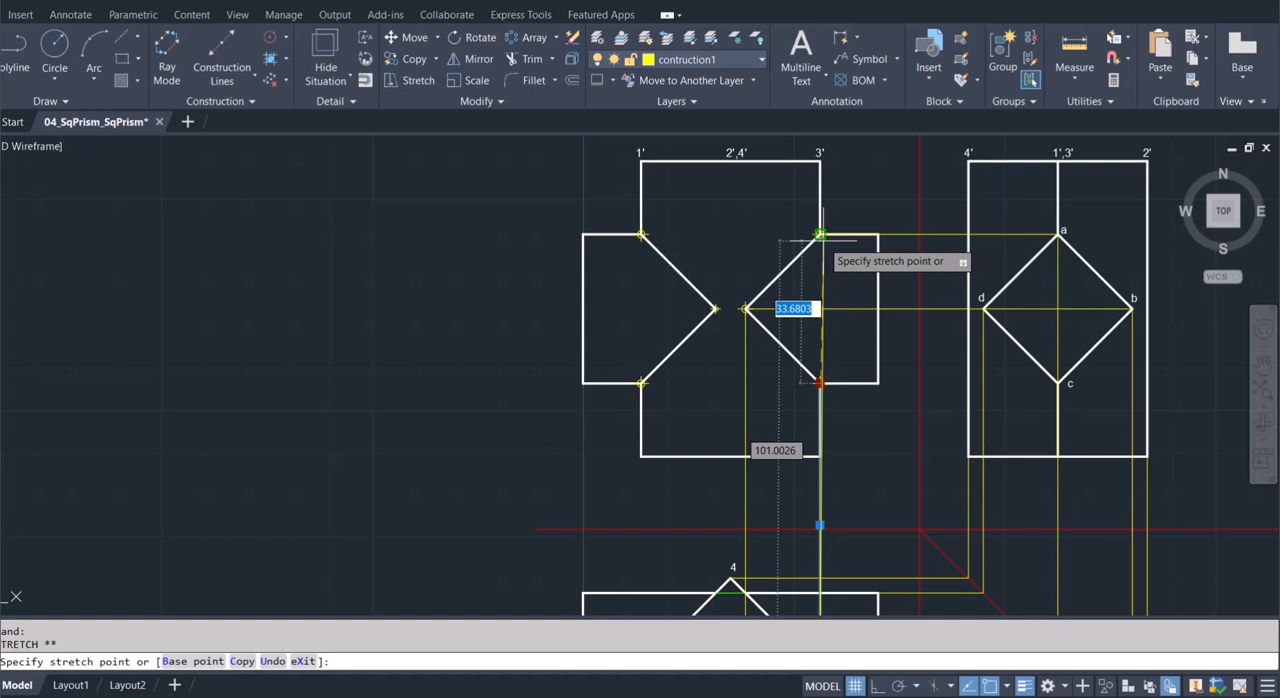 Insert Annotate Parametric Content View Manage Output Add-ins Collaborate Express Tools Featured Apps
Move Rotate Array
contruction1
olyline Circle Arc Ray Mode Construction Lines Hide Situation Copy Mirror Trim Multiline Text Symbol Insert Group Measure Paste Base
Stretch Scale Fillet Move to Another Layer BOM
Draw Construction Detail Modify Layers Annotation Block Groups Utilities Clipboard View
Start 04_SqPrism_SqPrism*
D Wireframe]
1' 2',4' 3' 4' 1',3' 2'
N
W TOP E
S
WCS
a
Specify stretch point or
d b
33.6803
c
101.0026
4
X
and:
TRETCH **
Specify stretch point or [Base point Copy Undo eXit]:
Model Layout1 Layout2 MODEL